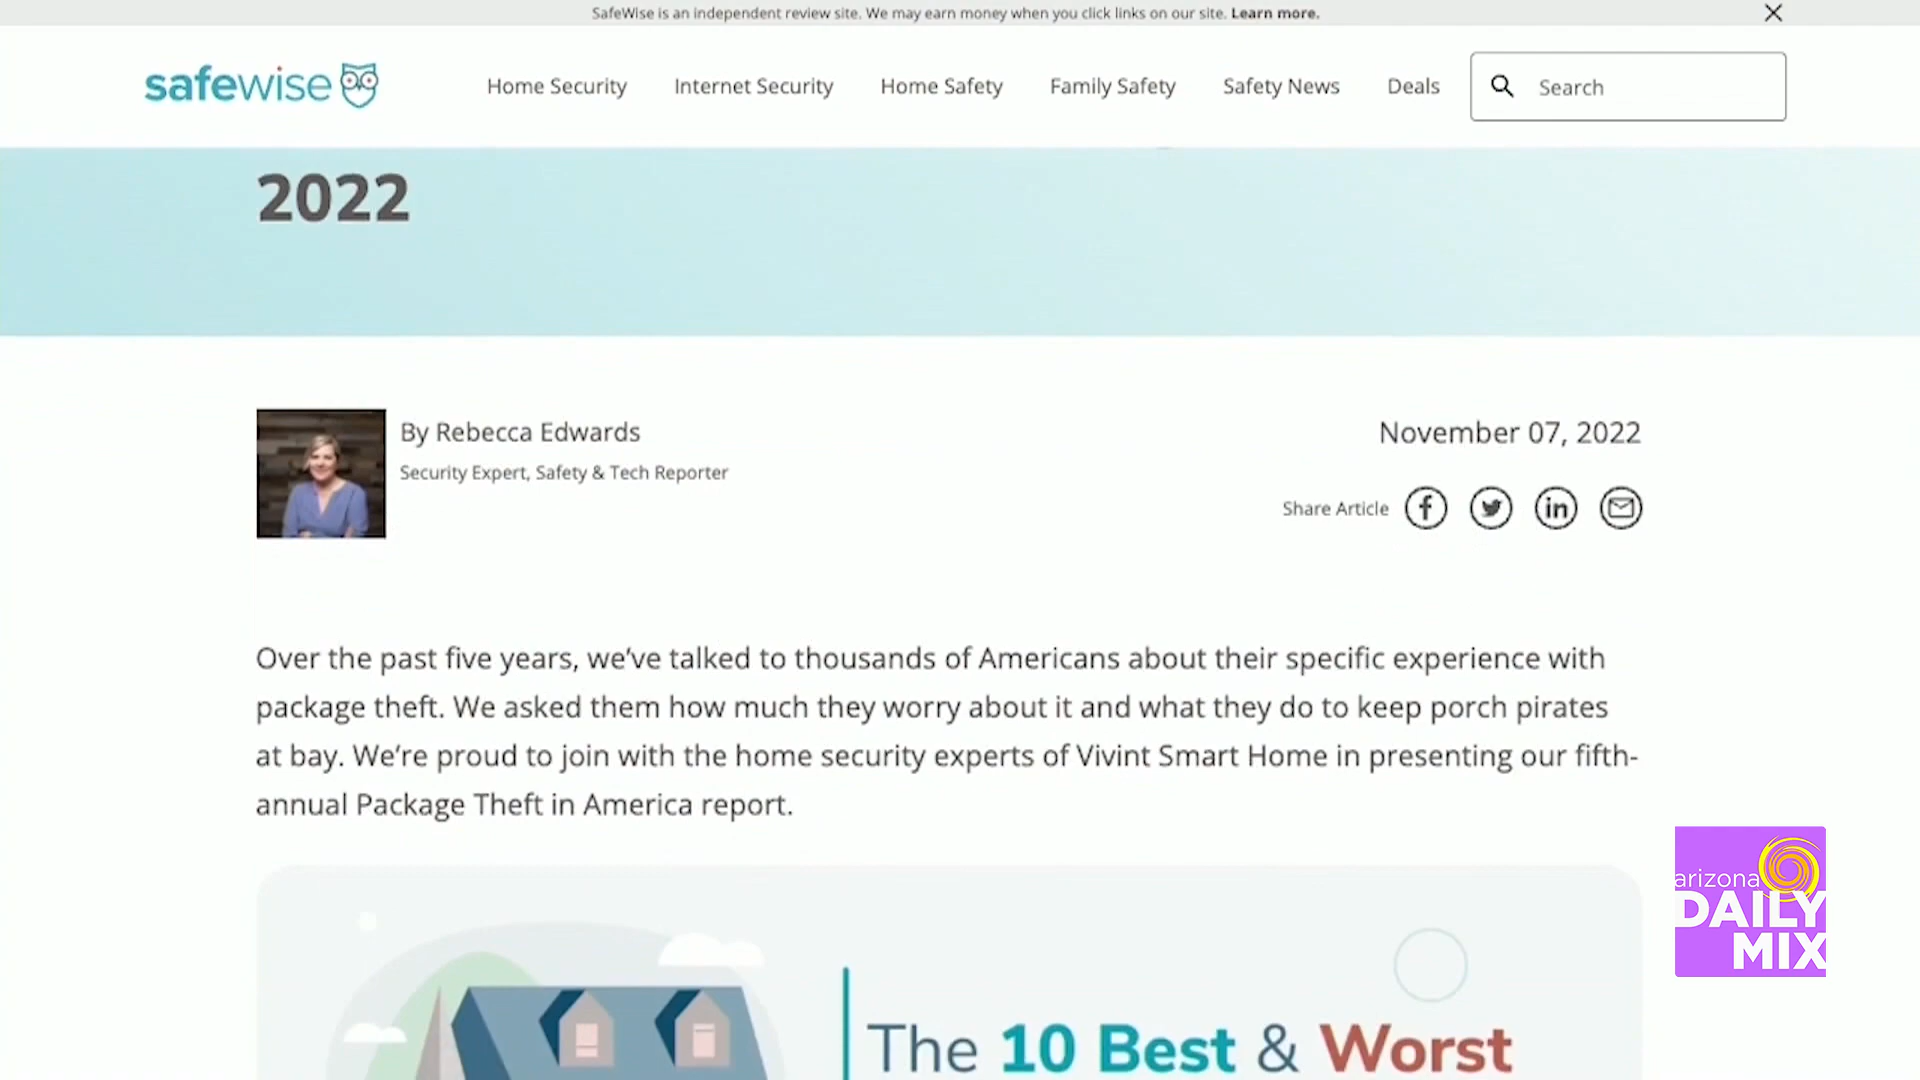 SafeWise is an independent review site. We may earn money when you click links on our site. Learn more.
safewise
Home Security
Internet Security
Home Safety
Family Safety
Safety News
Deals
Search
2022
By Rebecca Edwards
Security Expert, Safety & Tech Reporter
November 07, 2022
Share Article
Over the past five years, we’ve talked to thousands of Americans about their specific experience with
package theft. We asked them how much they worry about it and what they do to keep porch pirates
at bay. We’re proud to join with the home security experts of Vivint Smart Home in presenting our fifth-
annual Package Theft in America report.
The 10 Best & Worst
arizona
DAILY
MIX